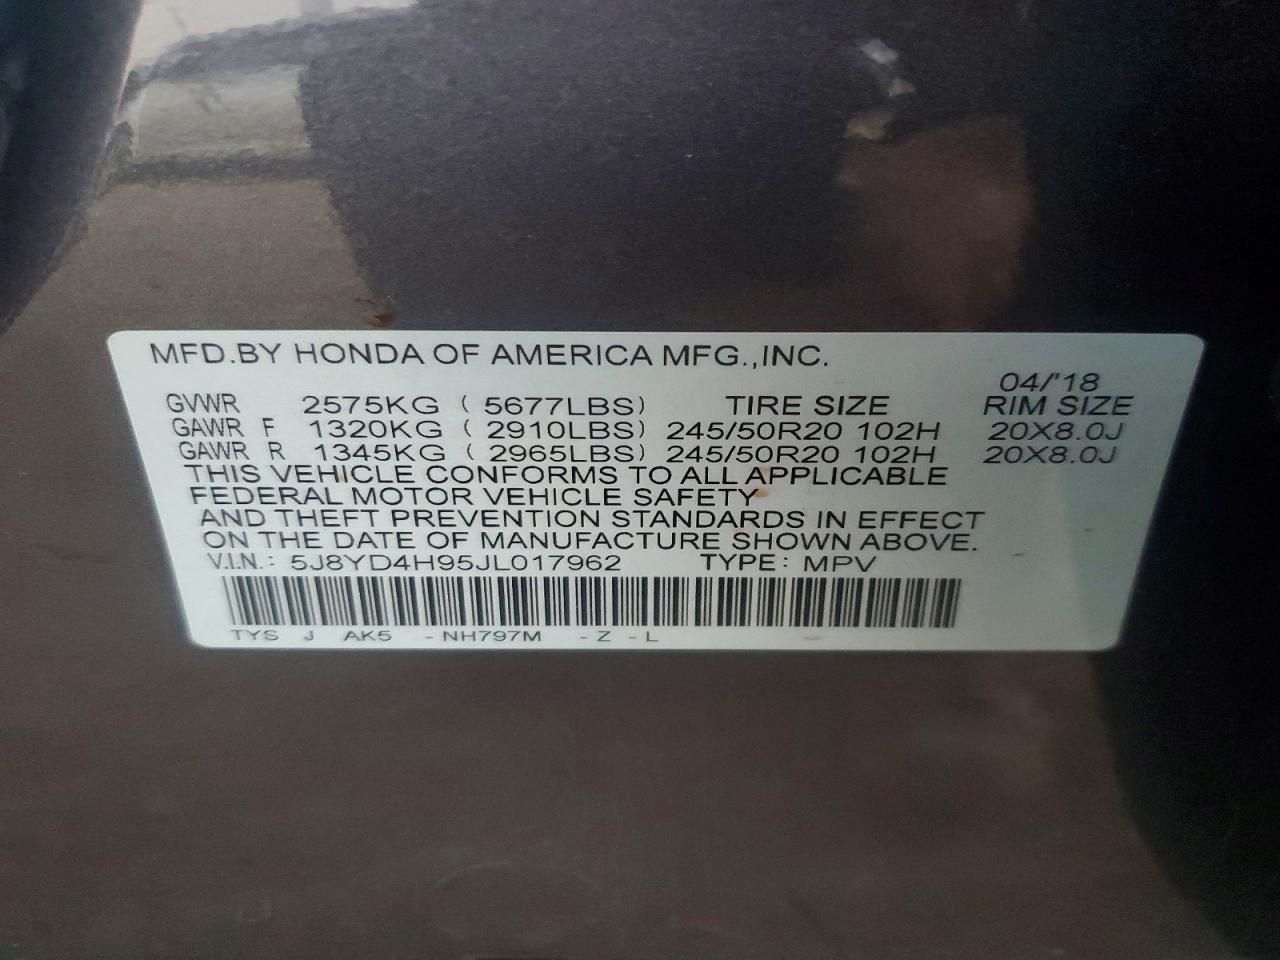 MFD.BY HONDA OF AMERICA MFG.,INC.
04/'18
GVWR 2575KG ( 5677LBS) TIRE SIZE RIM SIZE
GAWR F 1320KG ( 2910LBS) 245/50R20 102H 20X8.0J
GAWR R 1345KG ( 2965LBS) 245/50R20 102H 20X8.0J
THIS VEHICLE CONFORMS TO ALL APPLICABLE
FEDERAL MOTOR VEHICLE SAFETY
AND THEFT PREVENTION STANDARDS IN EFFECT
ON THE DATE OF MANUFACTURE SHOWN ABOVE.
V.I.N.: 5J8YD4H95JL017962 TYPE: MPV
TYS J AK5 -NH797M -Z -L